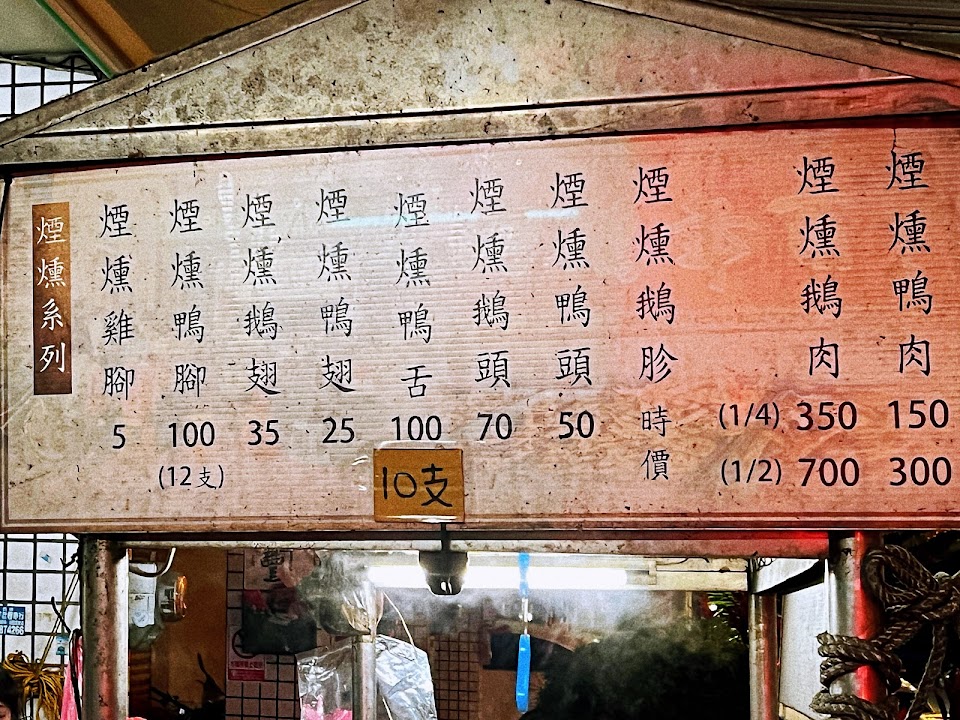 煙燻系列
煙燻雞腳 5
煙燻鴨腳 100
(12支)
煙燻鵝翅 35
煙燻鴨翅 25
煙燻鴨舌 100
10支
煙燻鵝頭 70
煙燻鴨頭 50
煙燻鵝胗 時價
煙燻鵝肉
煙燻鴨肉
(1/4) 350 150
(1/2) 700 300